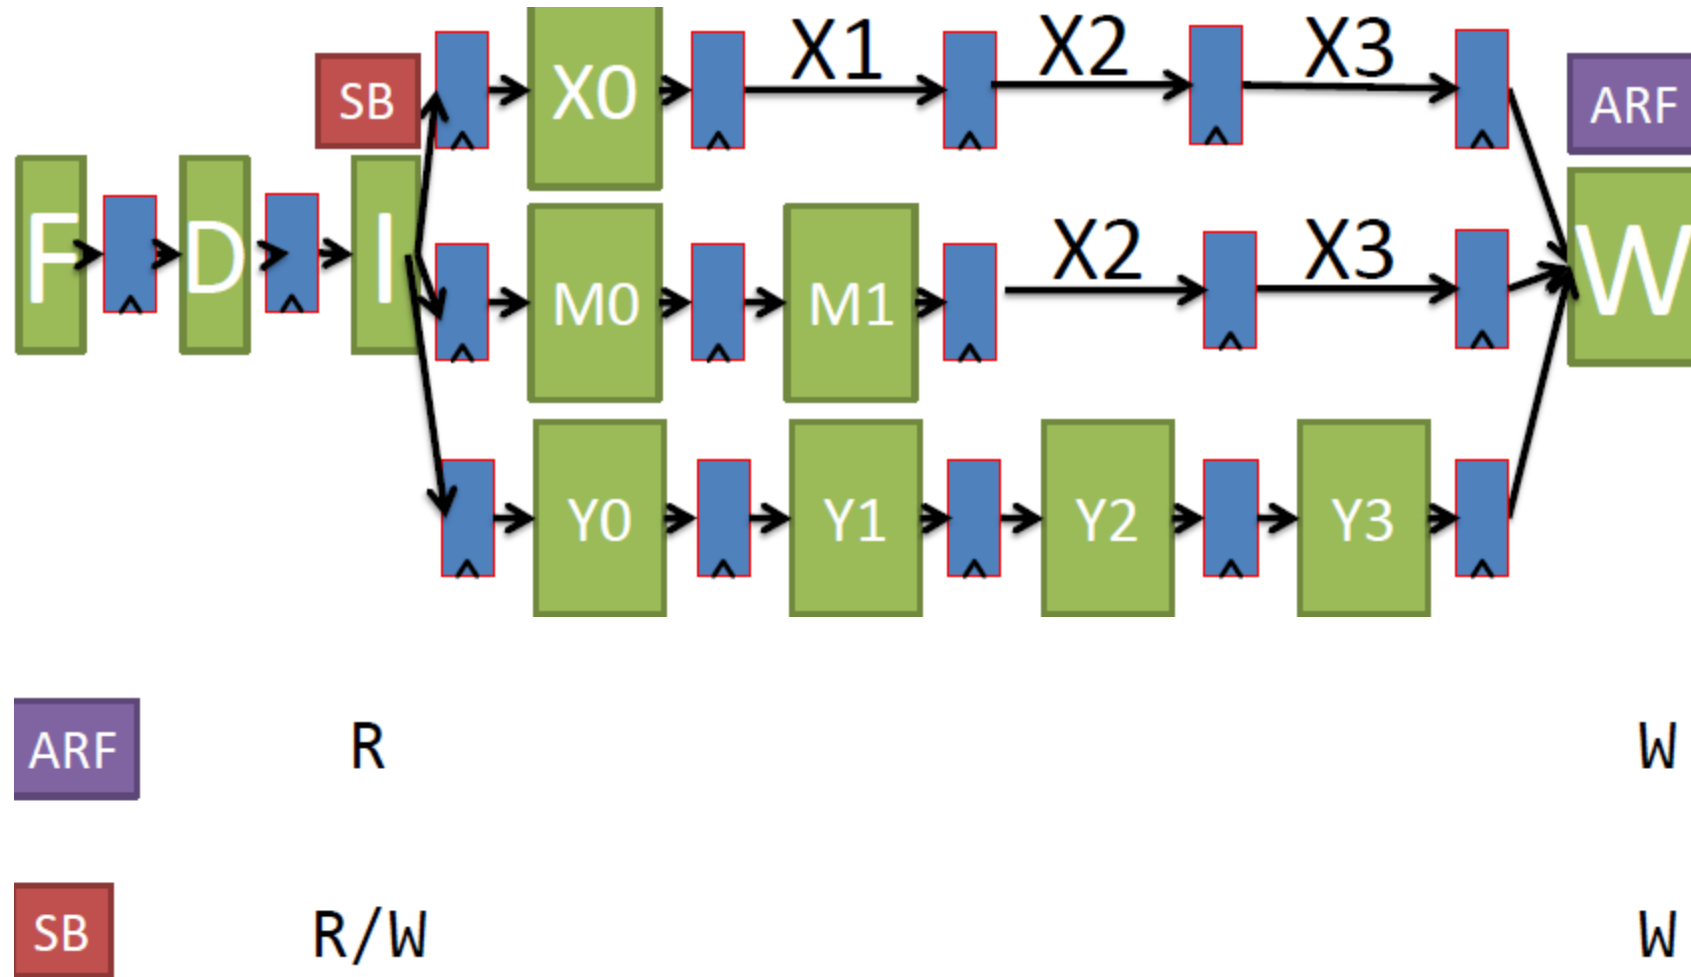 X1 X2 X3
SB X0 ARF
F D I W
X2 X3
M0 M1
Y0 Y1 Y2 Y3
ARF R W
SB R/W W